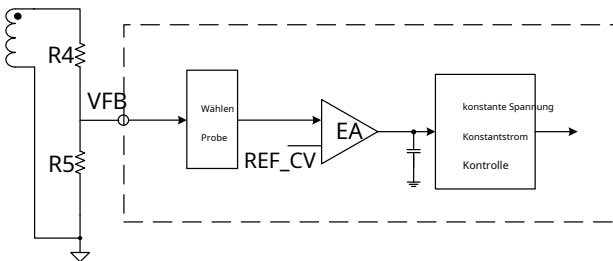 R4
VFB
Wählen
Probe
EA
REF_CV
R5
konstante Spannung
Konstantstrom
Kontrolle